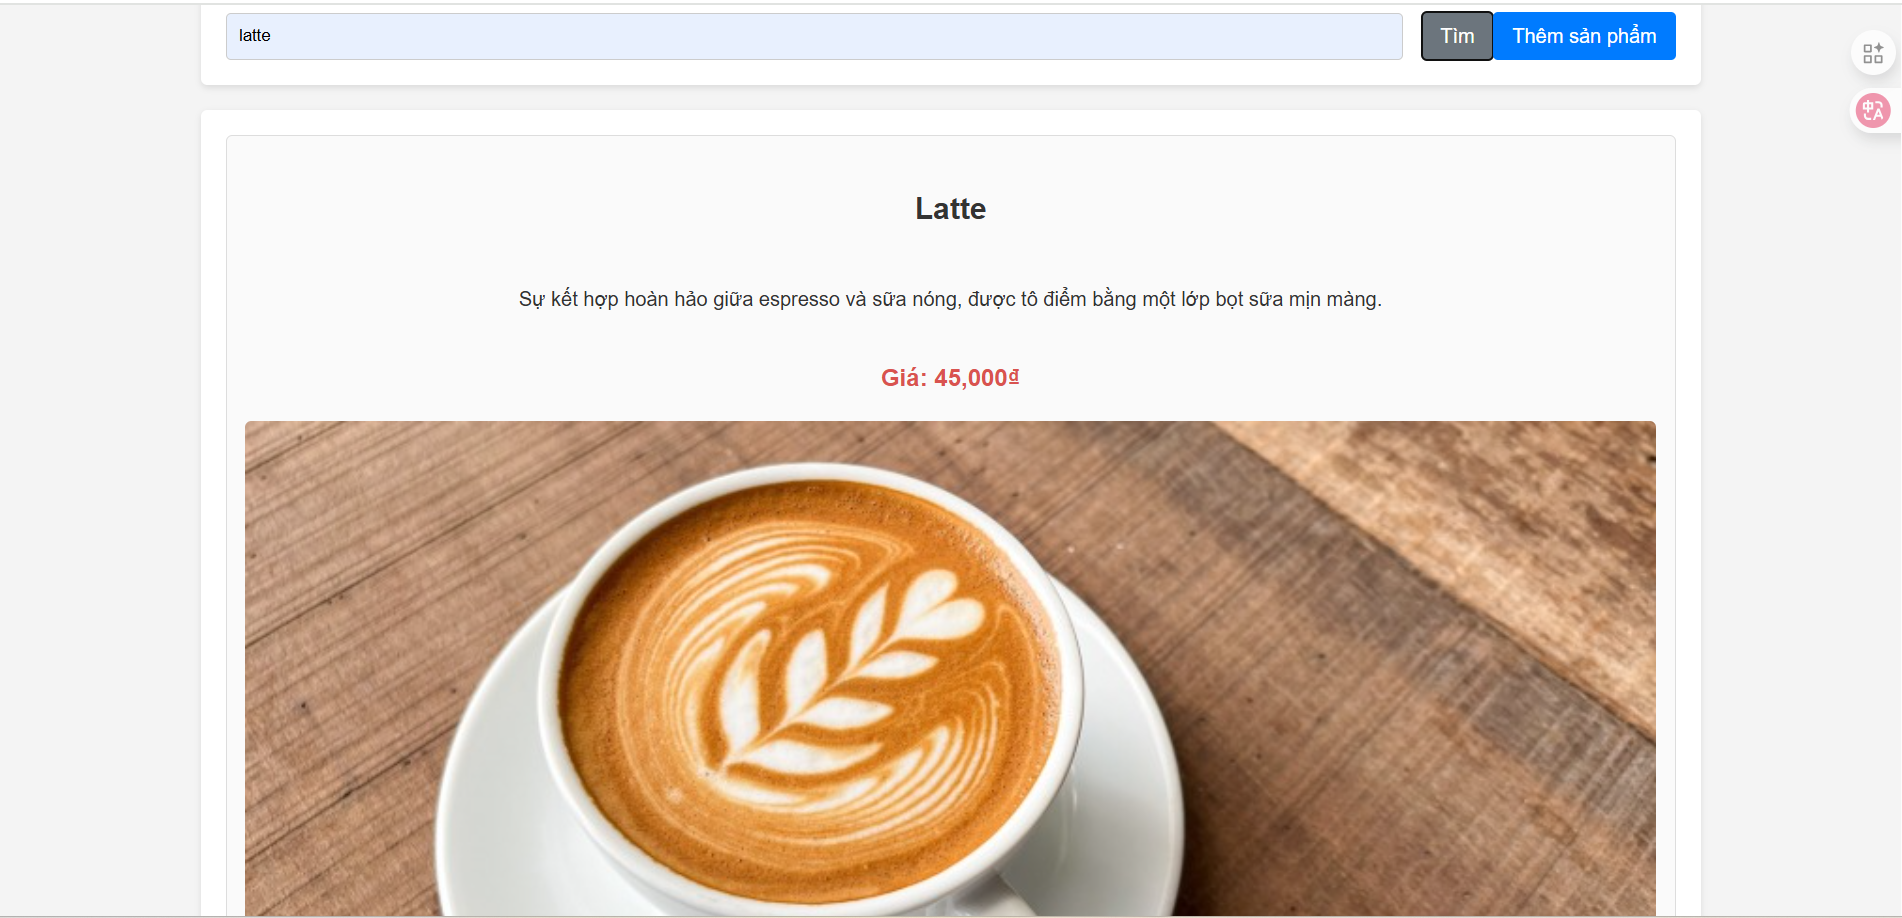 latte
Tìm
Thêm sản phẩm
Latte
Sự kết hợp hoàn hảo giữa espresso và sữa nóng, được tô điểm bằng một lớp bọt sữa mịn màng.
Giá: 45,000₫
中
A